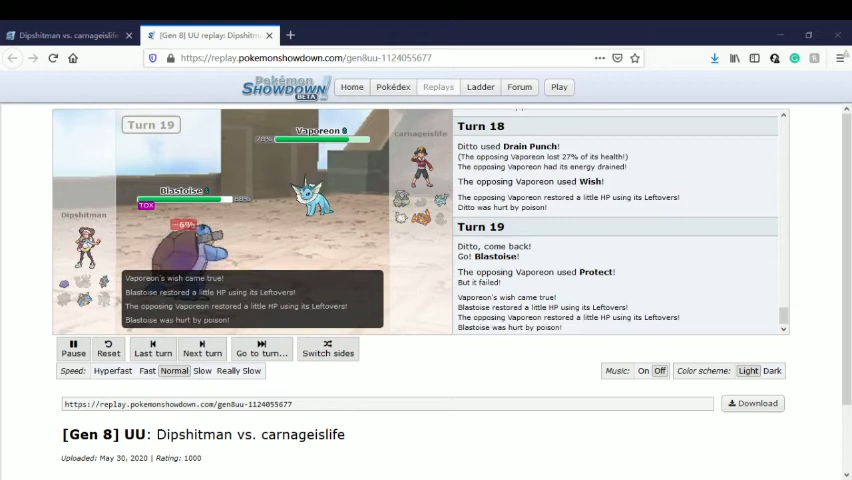 Dipshitman vs. carnageislife
[Gen 8] UU replay: Dipshitm
https://replay.pokemonshowdown.com/gen8uu-1124055677
Pokémon
SHOWDOWN
BETA
Home
Pokédex
Replays
Ladder
Forum
Play
Turn 19
Vaporeon
Blastoise
TOX
Dipshitman
carnageislife
Vaporeon's wish came true!
Blastoise restored a little HP using its Leftovers!
The opposing Vaporeon restored a little HP using its Leftovers!
Blastoise was hurt by poison!
Turn 18
Ditto used Drain Punch!
(The opposing Vaporeon lost 27% of its health!)
The opposing Vaporeon had its energy drained!
The opposing Vaporeon used Wish!
The opposing Vaporeon restored a little HP using its Leftovers!
Ditto was hurt by poison!
Turn 19
Ditto, come back!
Go! Blastoise!
The opposing Vaporeon used Protect!
But it failed!
Vaporeon's wish came true!
Blastoise restored a little HP using its Leftovers!
The opposing Vaporeon restored a little HP using its Leftovers!
Blastoise was hurt by poison!
Pause
Reset
Last turn
Next turn
Go to turn...
Switch sides
Speed: Hyperfast Fast Normal Slow Really Slow
Music: On Off
Color scheme: Light Dark
https://replay.pokemonshowdown.com/gen8uu-1124055677
Download
[Gen 8] UU: Dipshitman vs. carnageislife
Uploaded: May 30, 2020 | Rating: 1000